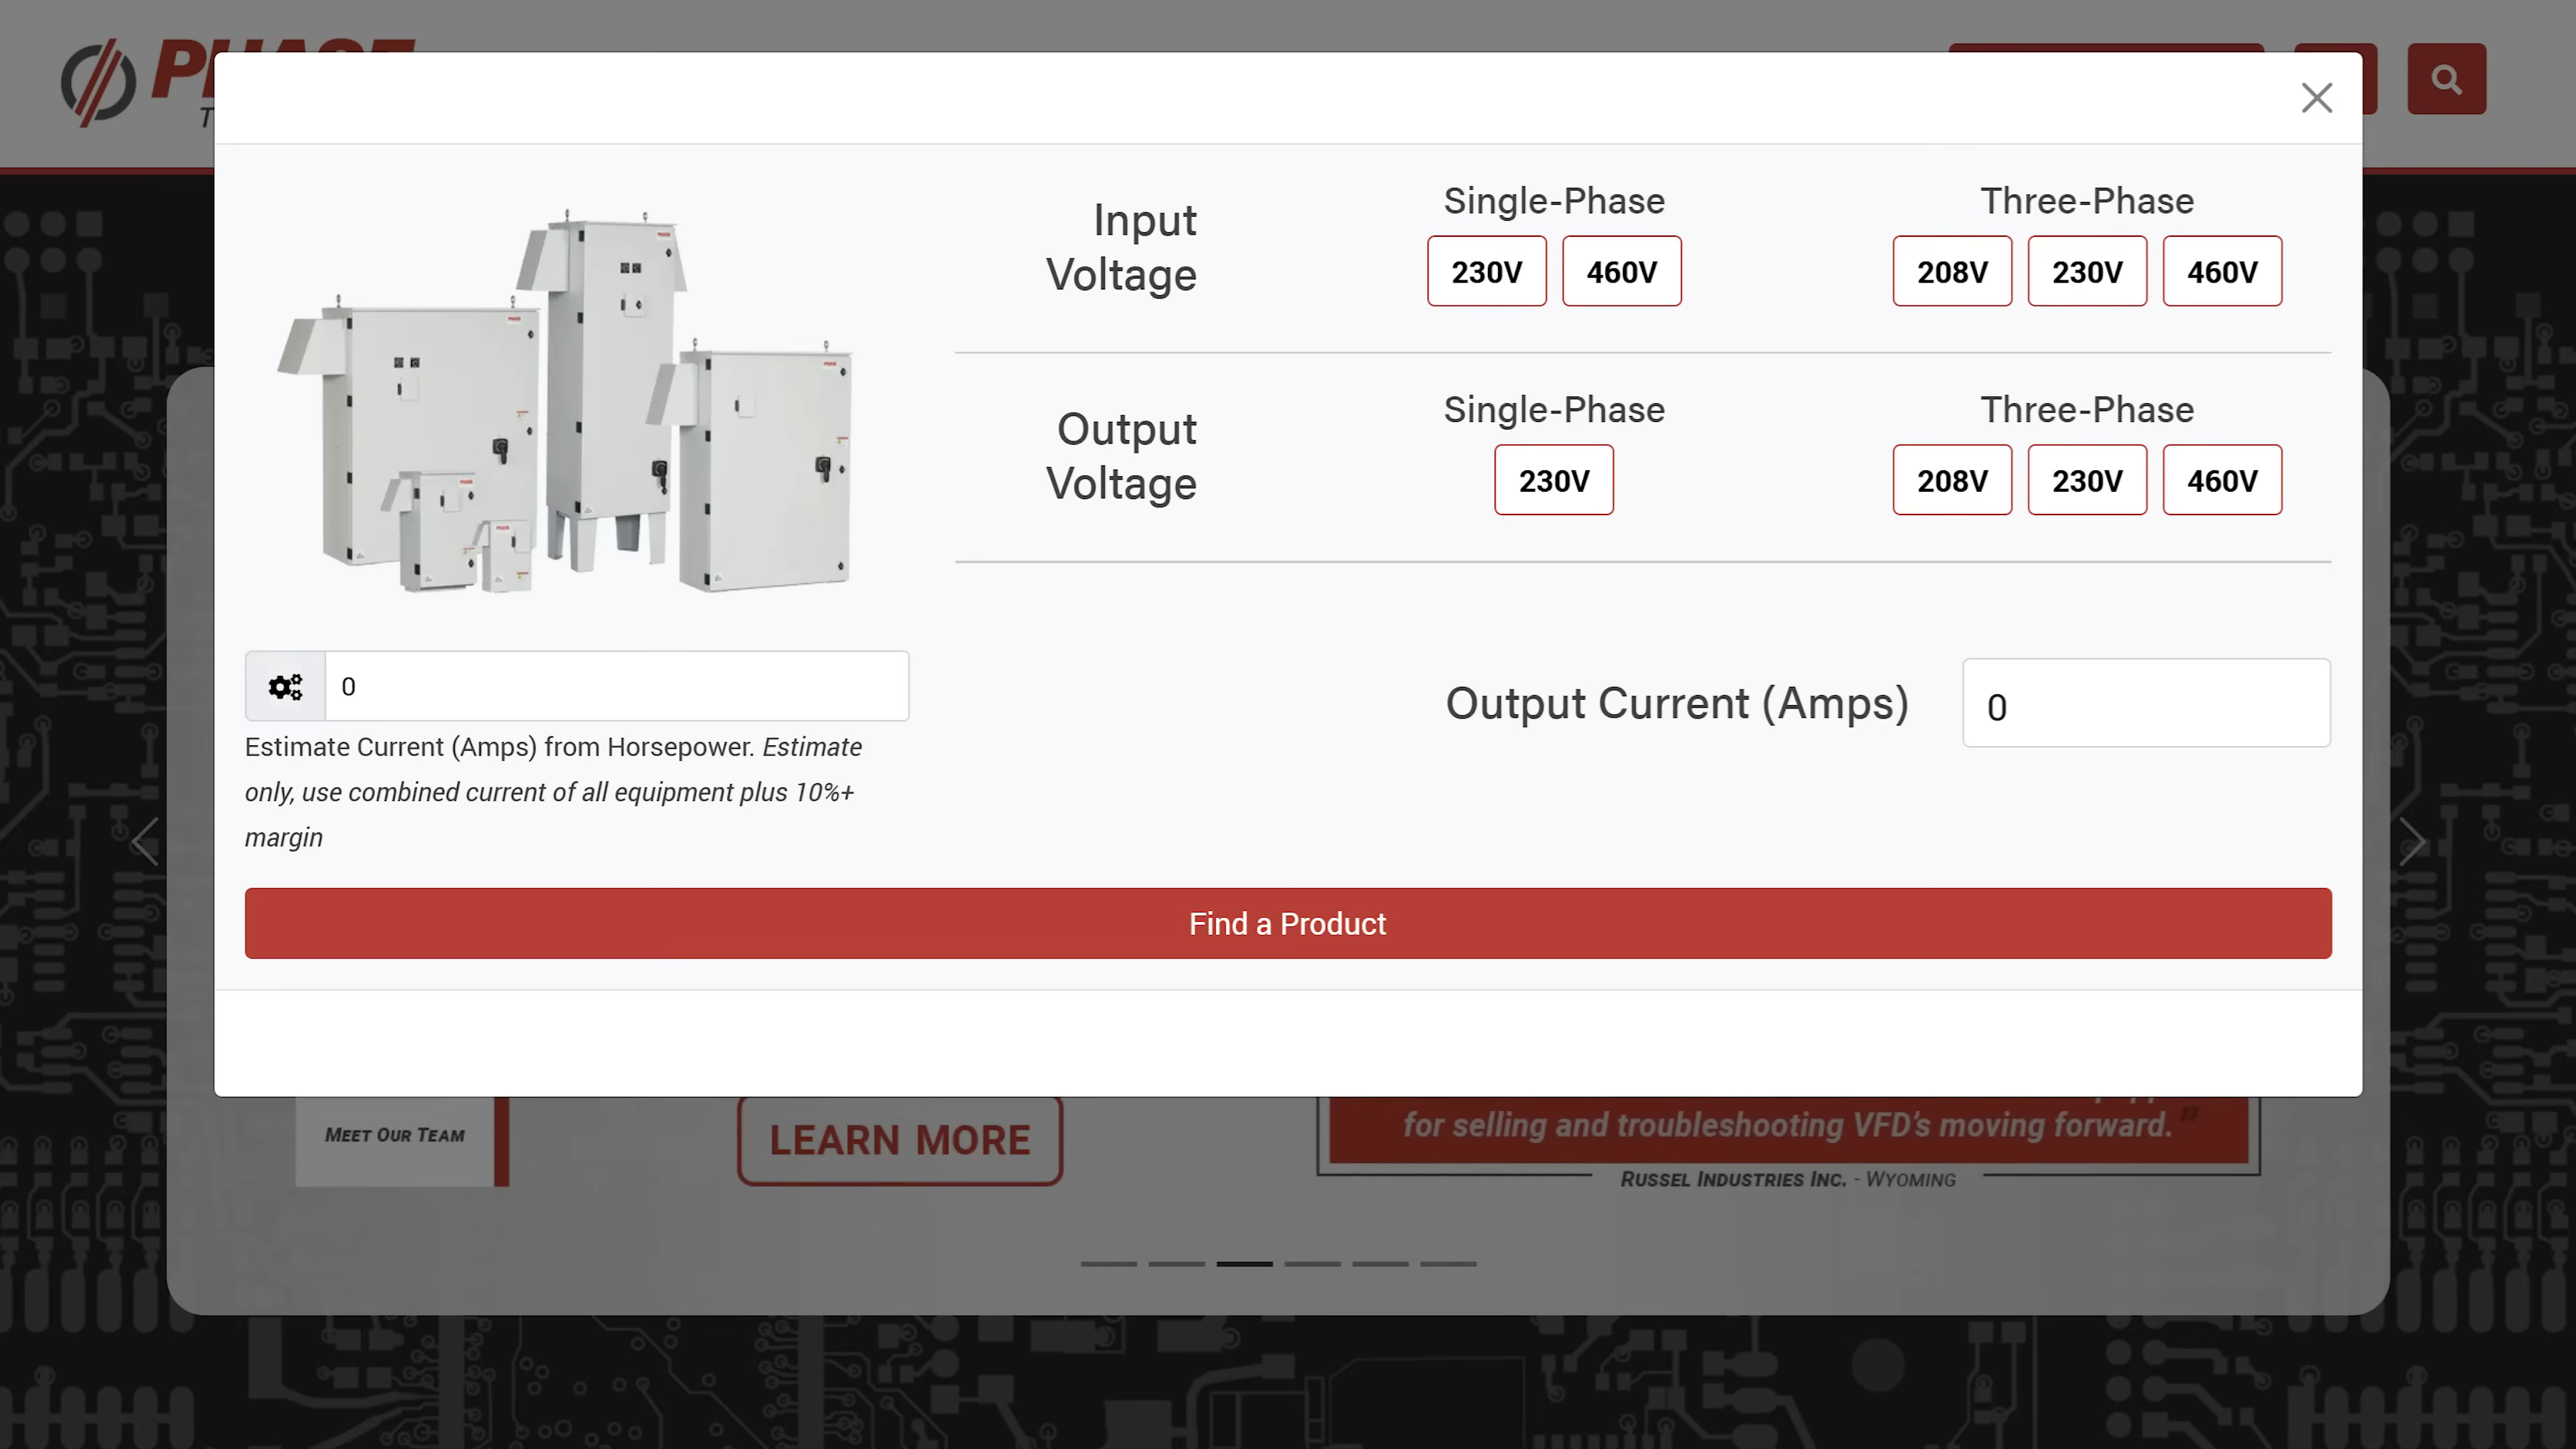 Input
Voltage
Single-Phase
230V 460V
Three-Phase
208V 230V 460V
Output
Voltage
Single-Phase
230V
Three-Phase
208V 230V 460V
0
Estimate Current (Amps) from Horsepower. Estimate
only, use combined current of all equipment plus 10%+
margin
Output Current (Amps)
0
Find a Product
MEET OUR TEAM
LEARN MORE
for selling and troubleshooting VFD's moving forward. "
RUSSEL INDUSTRIES INC. - WYOMING